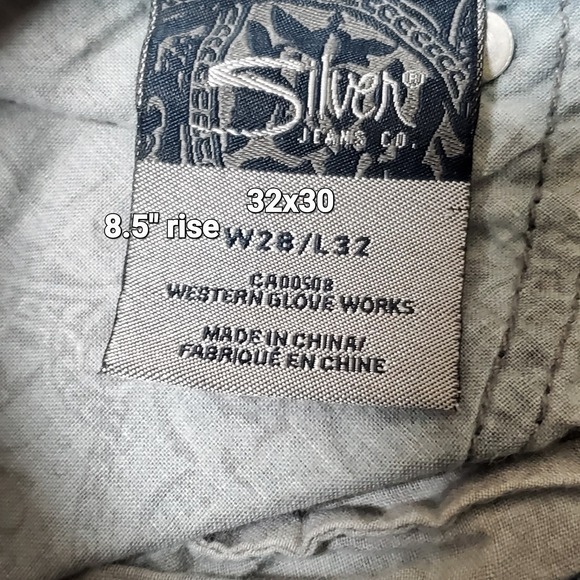 Silver®
JEANS CO.
32x30
8.5" rise
W28/L32
CA00508
WESTERN GLOVE WORKS
MADE IN CHINA/
FABRIQUÉ EN CHINE